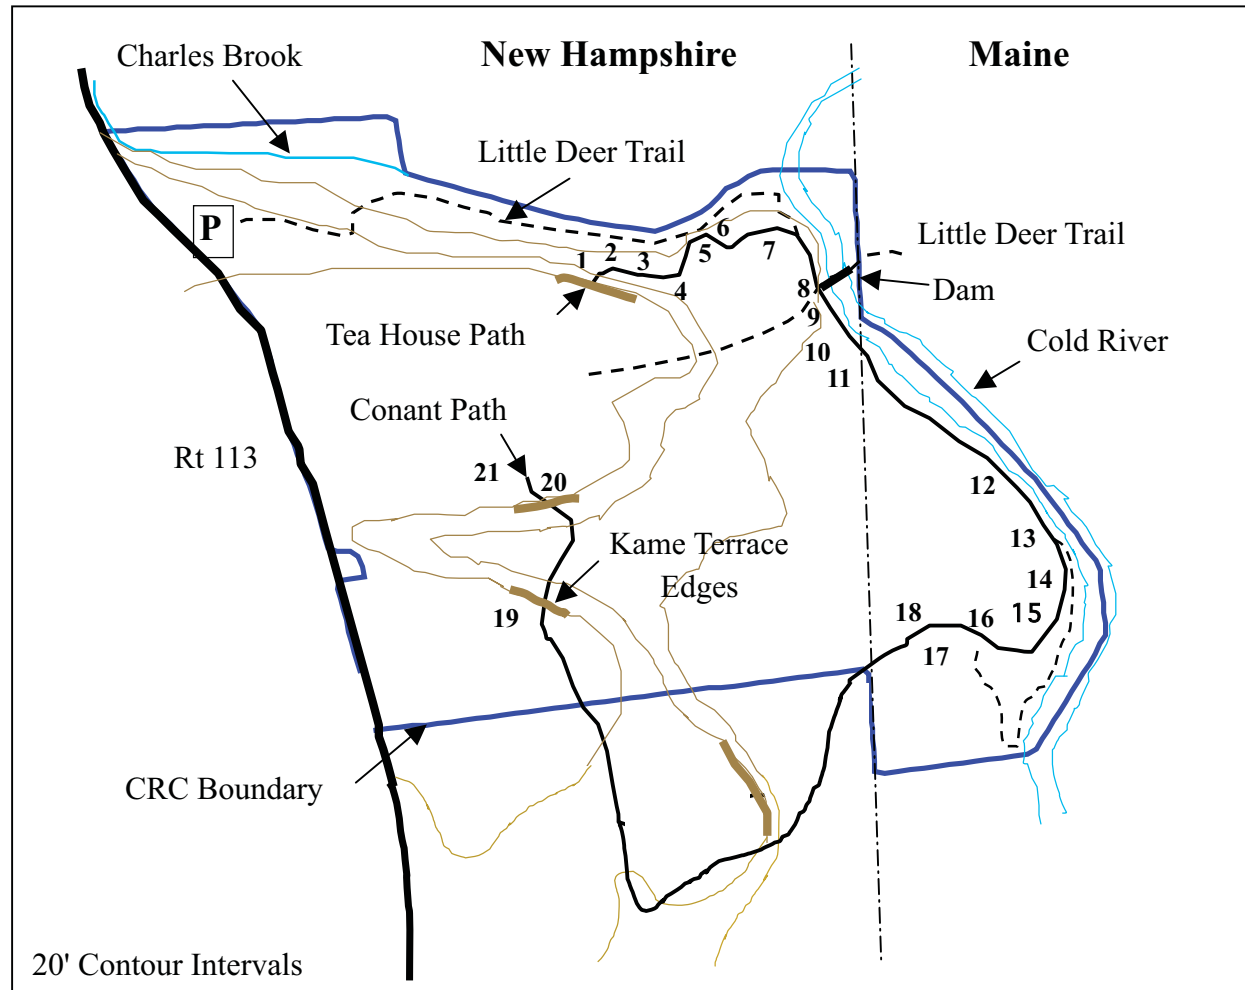 New Hampshire
Maine
Charles Brook
Little Deer Trail
P
Little Deer Trail
Dam
Tea House Path
Cold River
1
2
3
4
5
6
7
8
9
10
11
Conant Path
Rt 113
21
20
12
Kame Terrace
Edges
13
14
15
16
17
18
19
CRC Boundary
20' Contour Intervals